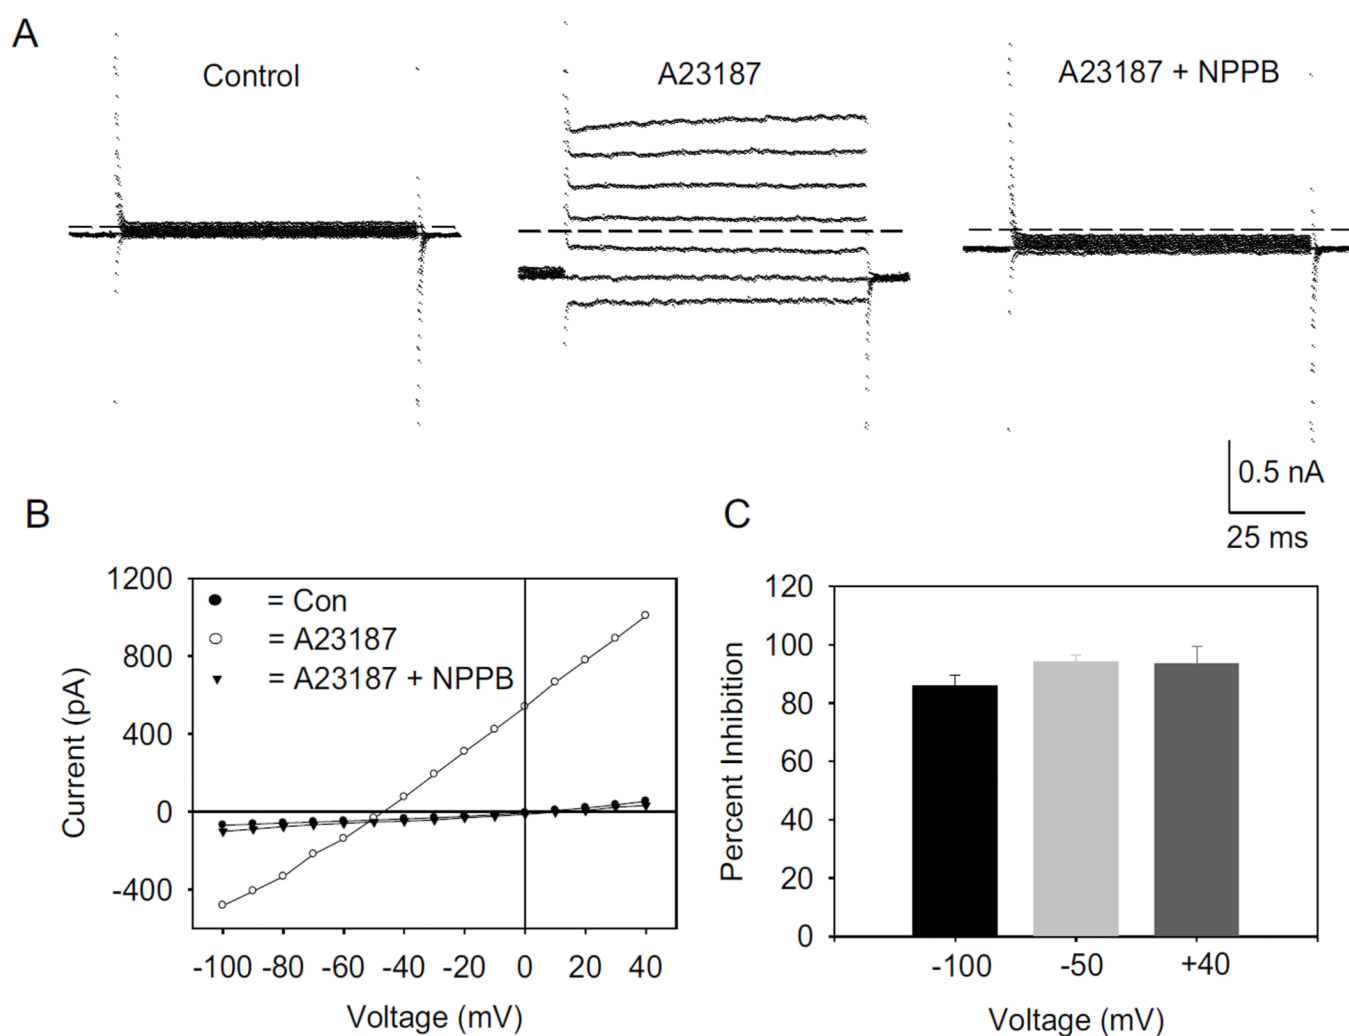 A
Control
A23187
A23187 + NPPB
0.5 nA
25 ms
B
C
1200
800
400
0
-400
Current (pA)
= Con
= A23187
= A23187 + NPPB
-100 -80 -60 -40 -20 0 20 40
Voltage (mV)
120
100
80
60
40
20
0
Percent Inhibition
-100 -50 +40
Voltage (mV)